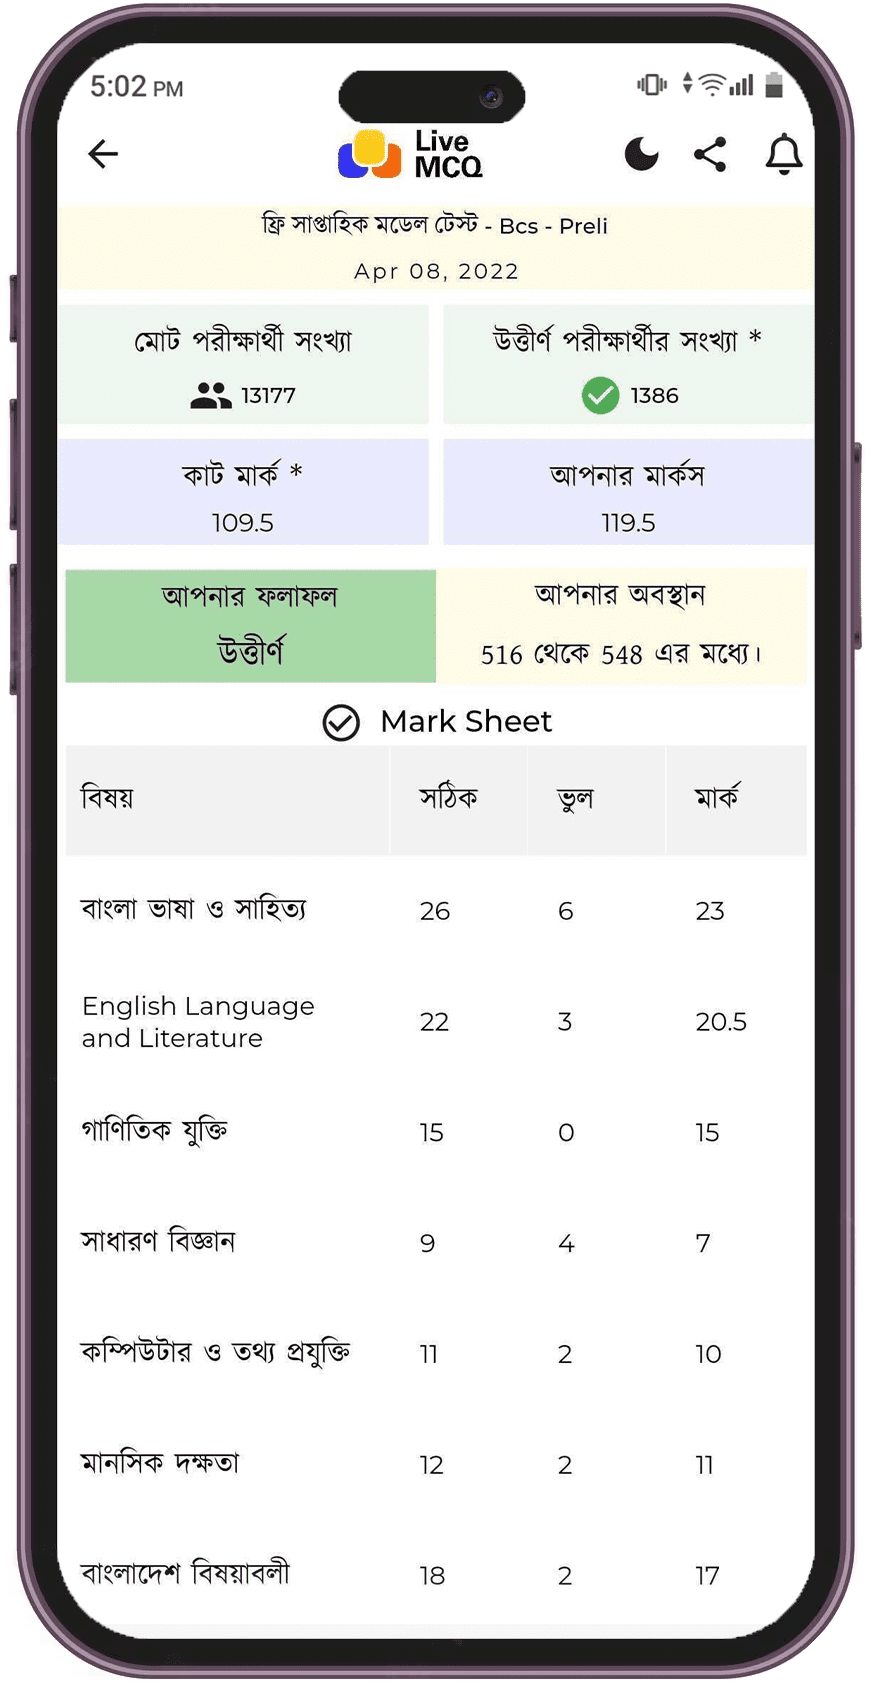 5:02 PM
Live
MCQ
ফ্রি সাপ্তাহিক মডেল টেস্ট - Bcs - Preli
Apr 08, 2022
মোট পরীক্ষার্থী সংখ্যা
13177
উত্তীর্ণ পরীক্ষার্থীর সংখ্যা *
1386
কাট মার্ক *
109.5
আপনার মার্কস
119.5
আপনার ফলাফল
উত্তীর্ণ
আপনার অবস্থান
516 থেকে 548 এর মধ্যে।
Mark Sheet
বিষয় সঠিক ভুল মার্ক
বাংলা ভাষা ও সাহিত্য 26 6 23
English Language
and Literature 22 3 20.5
গাণিতিক যুক্তি 15 0 15
সাধারণ বিজ্ঞান 9 4 7
কম্পিউটার ও তথ্য প্রযুক্তি 11 2 10
মানসিক দক্ষতা 12 2 11
বাংলাদেশ বিষয়াবলী 18 2 17